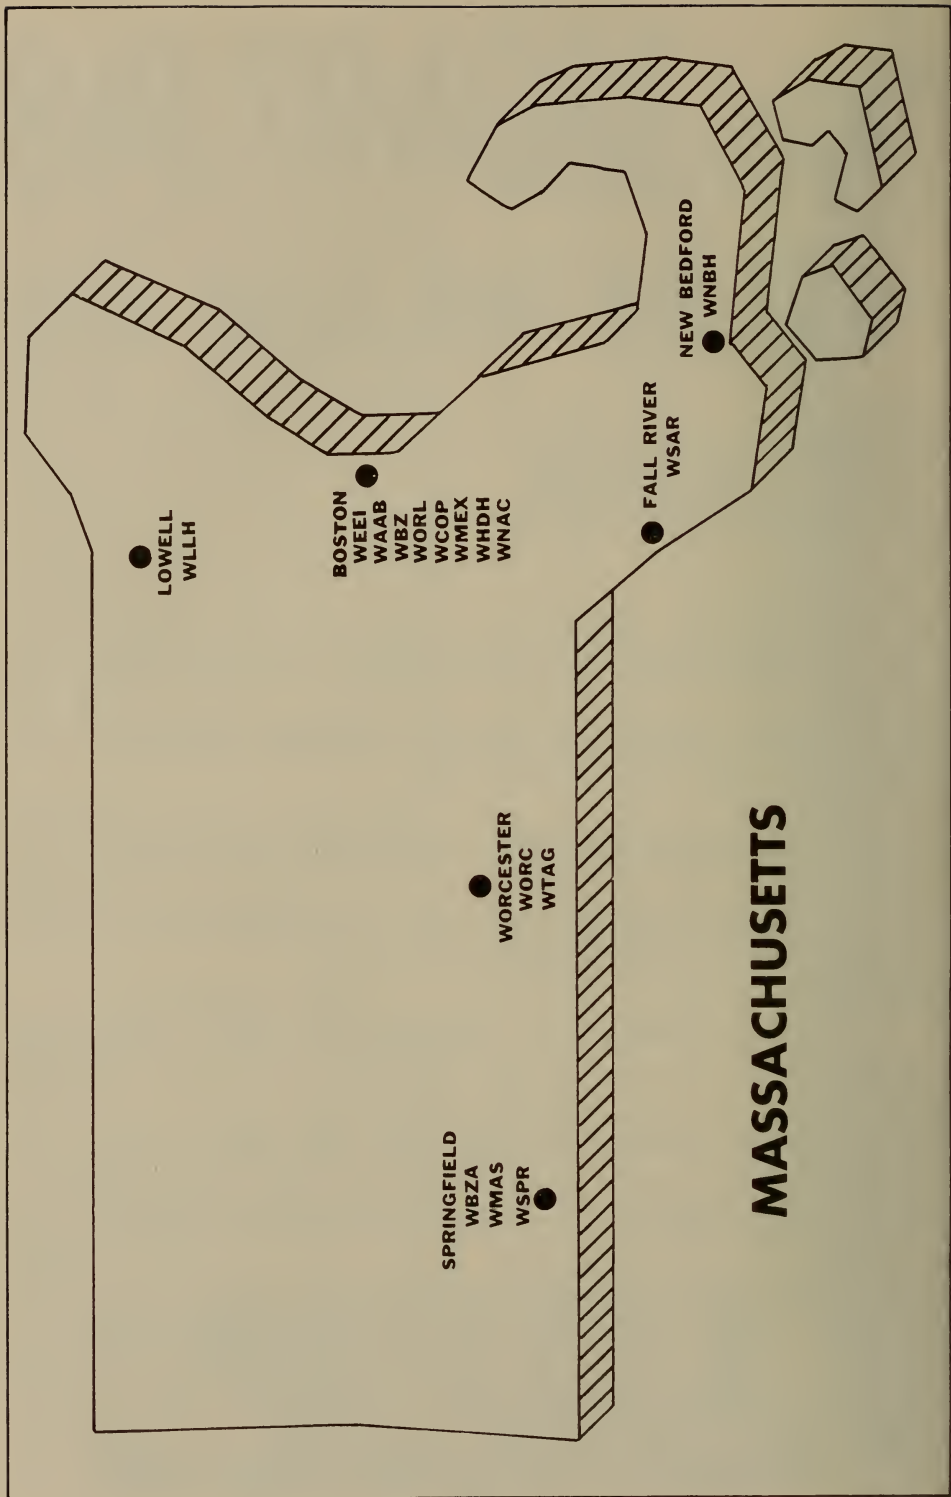 LOWELL
WLLH
BOSTON
WEEI
WAAB
WBZ
WORL
WCOP
WMEX
WHDH
WNAC
SPRINGFIELD
WBZA
WMAS
WSPR
WORCESTER
WORC
WTAG
FALL RIVER
WSAR
NEW BEDFORD
WNBH
MASSACHUSETTS